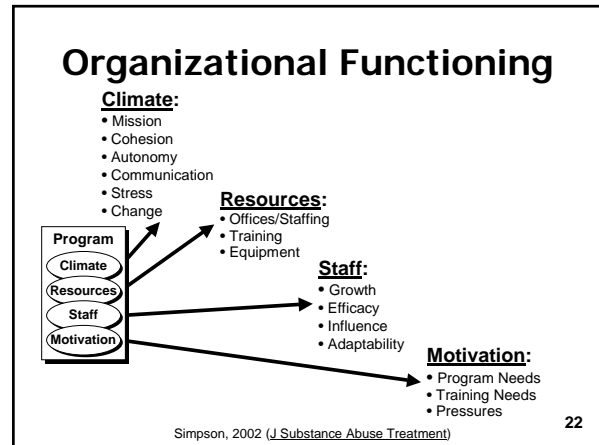 Organizational Functioning
Climate:
• Mission
• Cohesion
• Autonomy
• Communication
• Stress
• Change
Resources:
• Offices/Staffing
• Training
• Equipment
Staff:
• Growth
• Efficacy
• Influence
• Adaptability
Motivation:
• Program Needs
• Training Needs
• Pressures
Program
Climate
Resources
Staff
Motivation
Simpson, 2002 (J Substance Abuse Treatment)
22